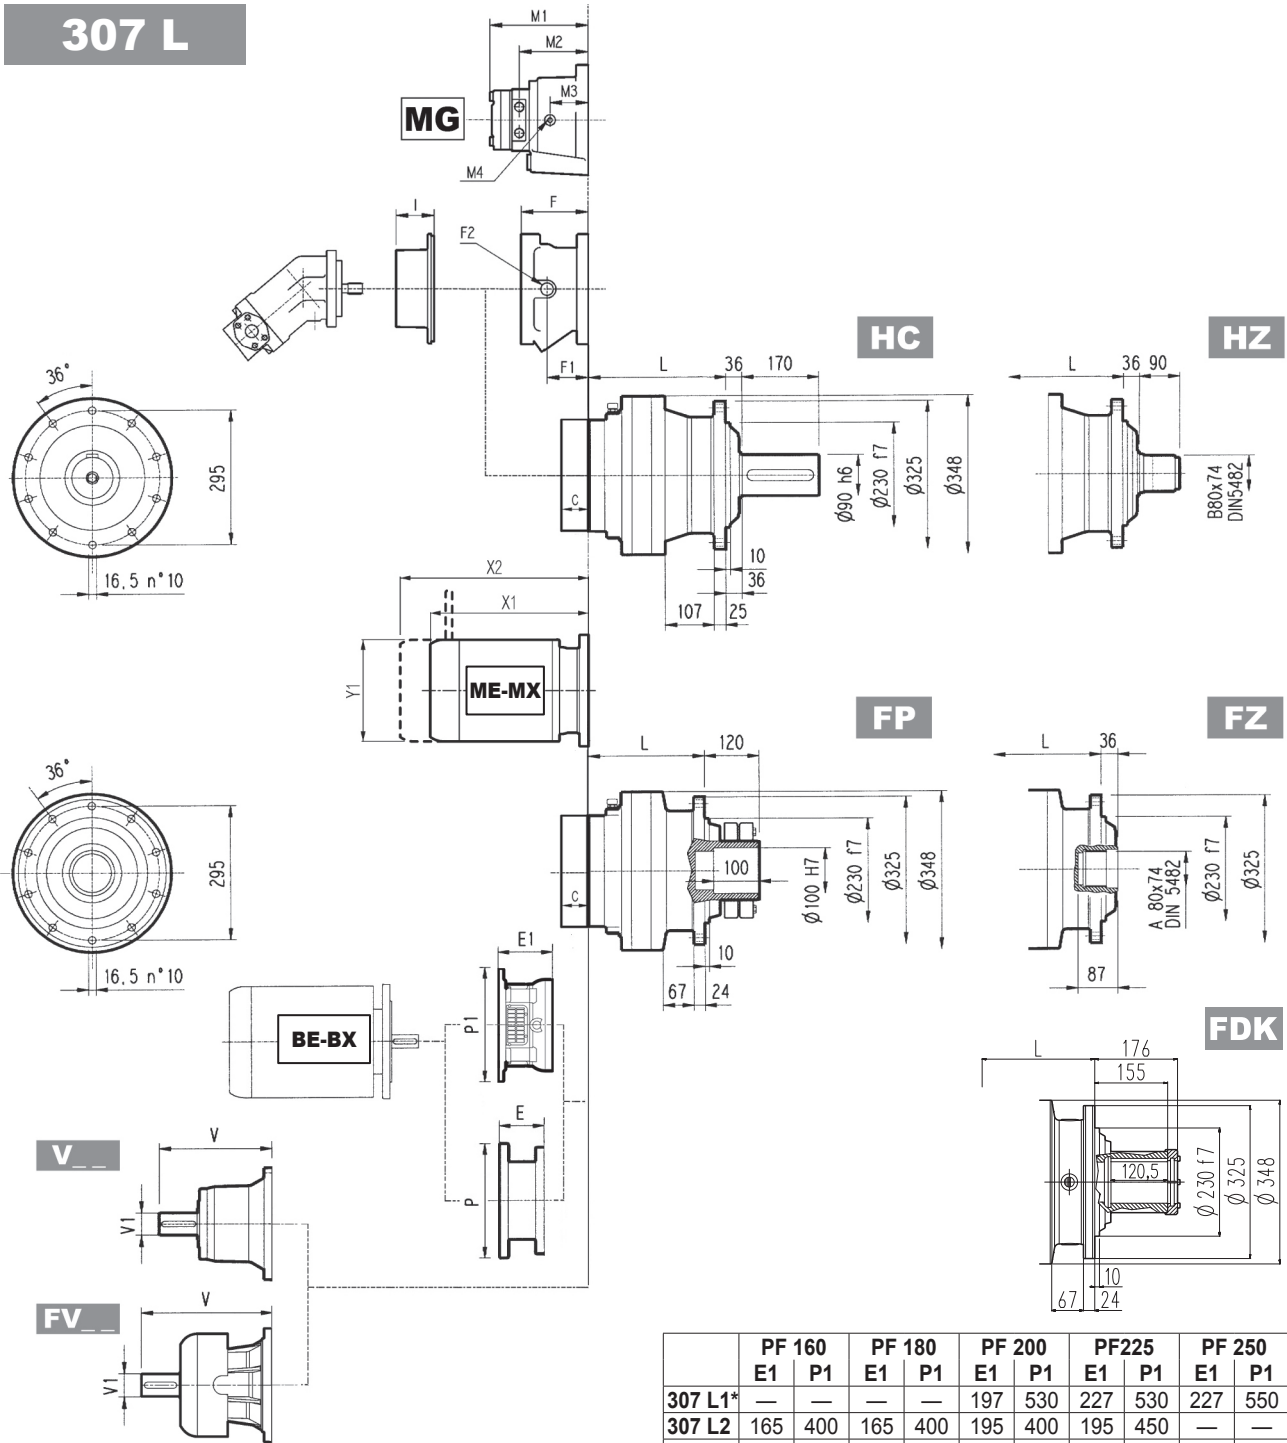 307 L
M1
M2
M3
MG
M4
I
F
F2
HC
HZ
F1
L
36
170
L
36
90
36°
295
16,5 n°10
C
Ø90 h6
Ø230 f7
Ø325
Ø348
B80x74
DIN5482
10
36
107
25
X2
X1
Y1
ME-MX
FP
FZ
L
120
L
36
36°
295
16,5 n°10
C
100
Ø100 H7
Ø230 f7
Ø325
Ø348
A 80x74
DIN 5482
Ø230 f7
Ø325
10
67
24
87
E1
P1
BE-BX
FDK
L
176
155
120,5
Ø 230 f7
Ø 325
Ø 348
10
67
24
E
P
V_ _
V
V1
FV_ _
V
V1
PF 160 PF 180 PF 200 PF225 PF 250
E1 P1 E1 P1 E1 P1 E1 P1 E1 P1
307 L1* — — — — 197 530 227 530 227 550
307 L2 165 400 165 400 195 400 195 450 — —